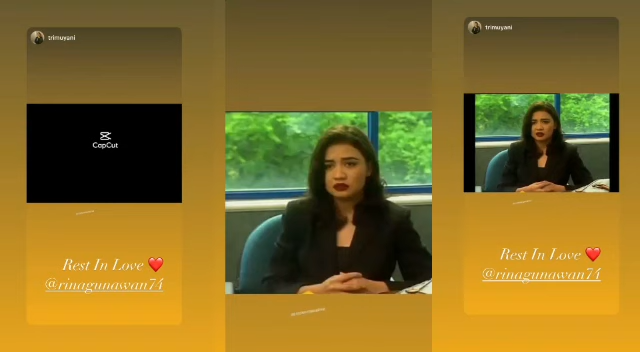 trimuyani
CapCut
Rest In Love ❤️
@rinagunawan74
trimuyani
Rest In Love ❤️
@rinagunawan74